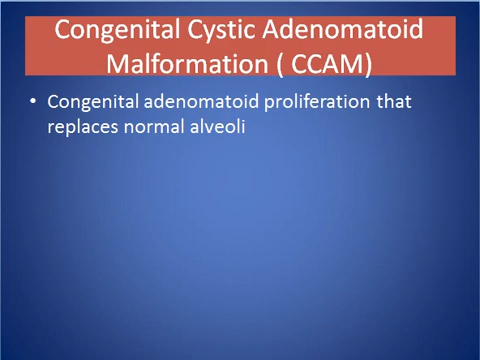 Congenital Cystic Adenomatoid
Malformation ( CCAM)
• Congenital adenomatoid proliferation that
replaces normal alveoli